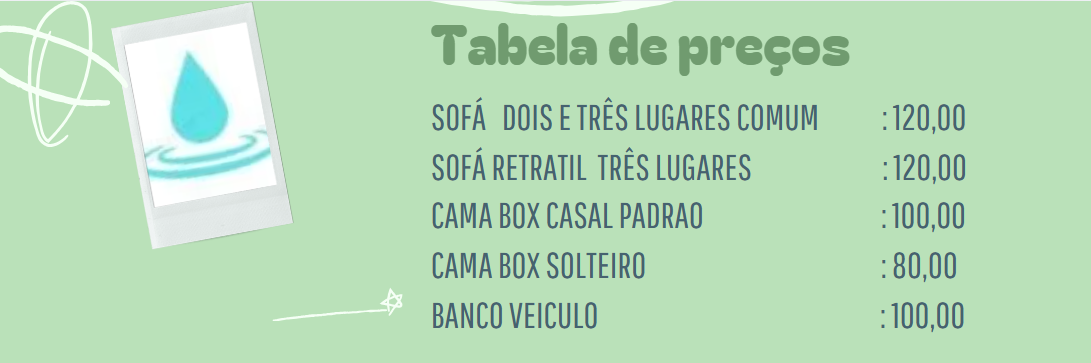 Tabela de preços
SOFÁ DOIS E TRÊS LUGARES COMUM : 120,00
SOFÁ RETRATIL TRÊS LUGARES : 120,00
CAMA BOX CASAL PADRAO : 100,00
CAMA BOX SOLTEIRO : 80,00
BANCO VEICULO : 100,00